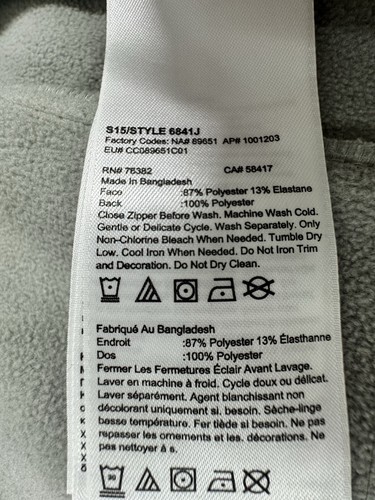 S15/STYLE 6841J
Factory Codes: NA# 89651 AP# 1001203
EU# CC089651C01
RN# 76382 CA# 58417
Made In Bangladesh
Face :87% Polyester 13% Elastane
Back :100% Polyester
Close Zipper Before Wash. Machine Wash Cold.
Gentle or Delicate Cycle. Wash Separately. Only
Non-Chlorine Bleach When Needed. Tumble Dry
Low. Cool Iron When Needed. Do Not Iron Trim
and Decoration. Do Not Dry Clean.
Fabriqué Au Bangladesh
Endroit :87% Polyester 13% Élasthanne
Dos :100% Polyester
Fermer Les Fermetures Éclair Avant Lavage.
Laver en machine à froid. Cycle doux ou délicat.
Laver séparément. Agent blanchissant non
décolorant uniquement si. besoin. Sèche-linge
basse température. Fer tiède si besoin. Ne pas
repasser les ornements et les. décorations. Ne
pas nettoyer à s.
30